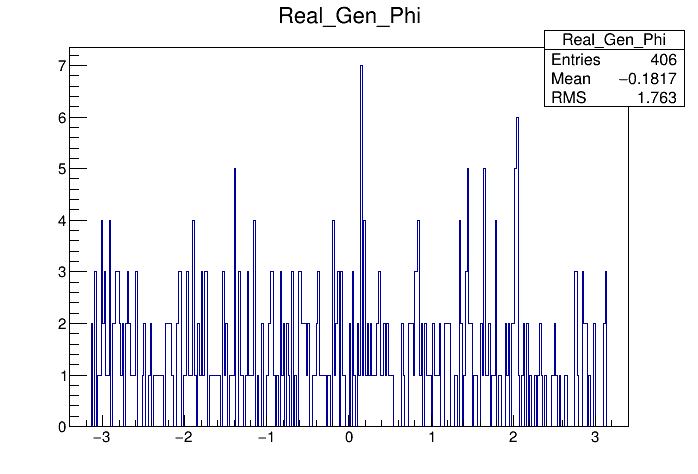 Real_Gen_Phi
Real_Gen_Phi
Entries 406
Mean −0.1817
RMS 1.763
7
6
5
4
3
2
1
0
−3 −2 −1 0 1 2 3